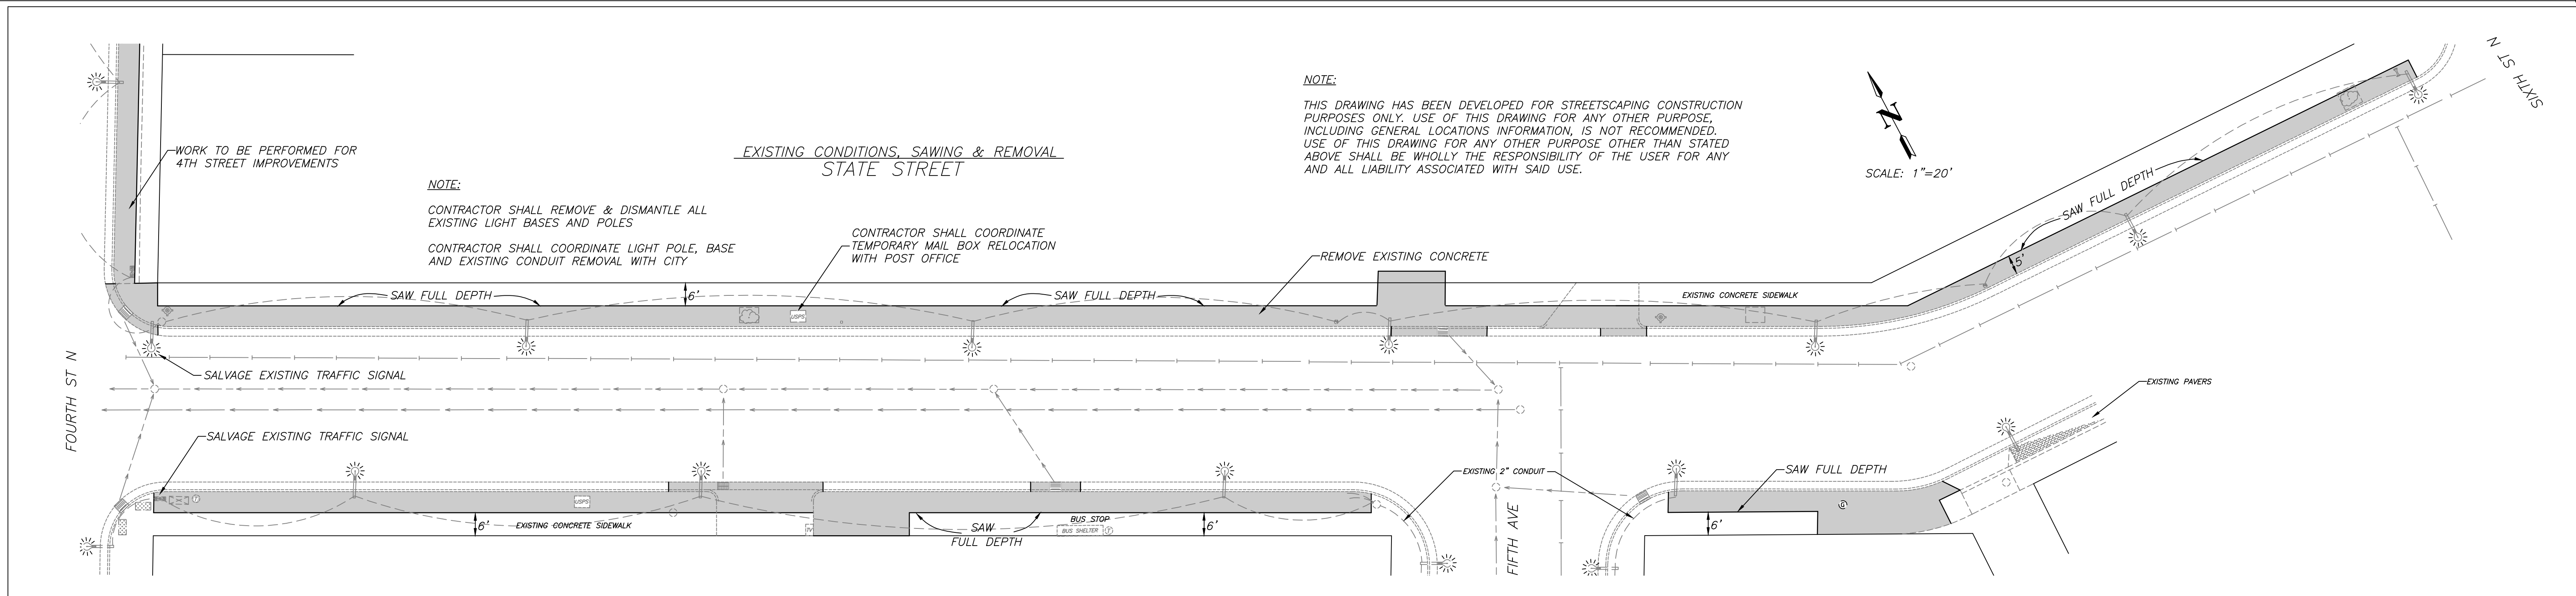 EXISTING CONDITIONS, SAWING & REMOVAL
STATE STREET
NOTE:
THIS DRAWING HAS BEEN DEVELOPED FOR STREETSCAPING CONSTRUCTION
PURPOSES ONLY. USE OF THIS DRAWING FOR ANY OTHER PURPOSE,
INCLUDING GENERAL LOCATIONS INFORMATION, IS NOT RECOMMENDED.
USE OF THIS DRAWING FOR ANY OTHER PURPOSE OTHER THAN STATED
ABOVE SHALL BE WHOLLY THE RESPONSIBILITY OF THE USER FOR ANY
AND ALL LIABILITY ASSOCIATED WITH SAID USE.
N
SCALE: 1"=20'
SIXTH ST N
WORK TO BE PERFORMED FOR
4TH STREET IMPROVEMENTS
NOTE:
CONTRACTOR SHALL REMOVE & DISMANTLE ALL
EXISTING LIGHT BASES AND POLES
CONTRACTOR SHALL COORDINATE LIGHT POLE, BASE
AND EXISTING CONDUIT REMOVAL WITH CITY
CONTRACTOR SHALL COORDINATE
TEMPORARY MAIL BOX RELOCATION
WITH POST OFFICE
REMOVE EXISTING CONCRETE
SAW FULL DEPTH
5'
SAW FULL DEPTH
6'
SAW FULL DEPTH
EXISTING CONCRETE SIDEWALK
USPS
SALVAGE EXISTING TRAFFIC SIGNAL
FOURTH ST N
EXISTING PAVERS
SALVAGE EXISTING TRAFFIC SIGNAL
EXISTING 2" CONDUIT
SAW FULL DEPTH
USPS
6'
EXISTING CONCRETE SIDEWALK
TV
SAW
FULL DEPTH
BUS STOP
BUS SHELTER
6'
6'
G
FIFTH AVE